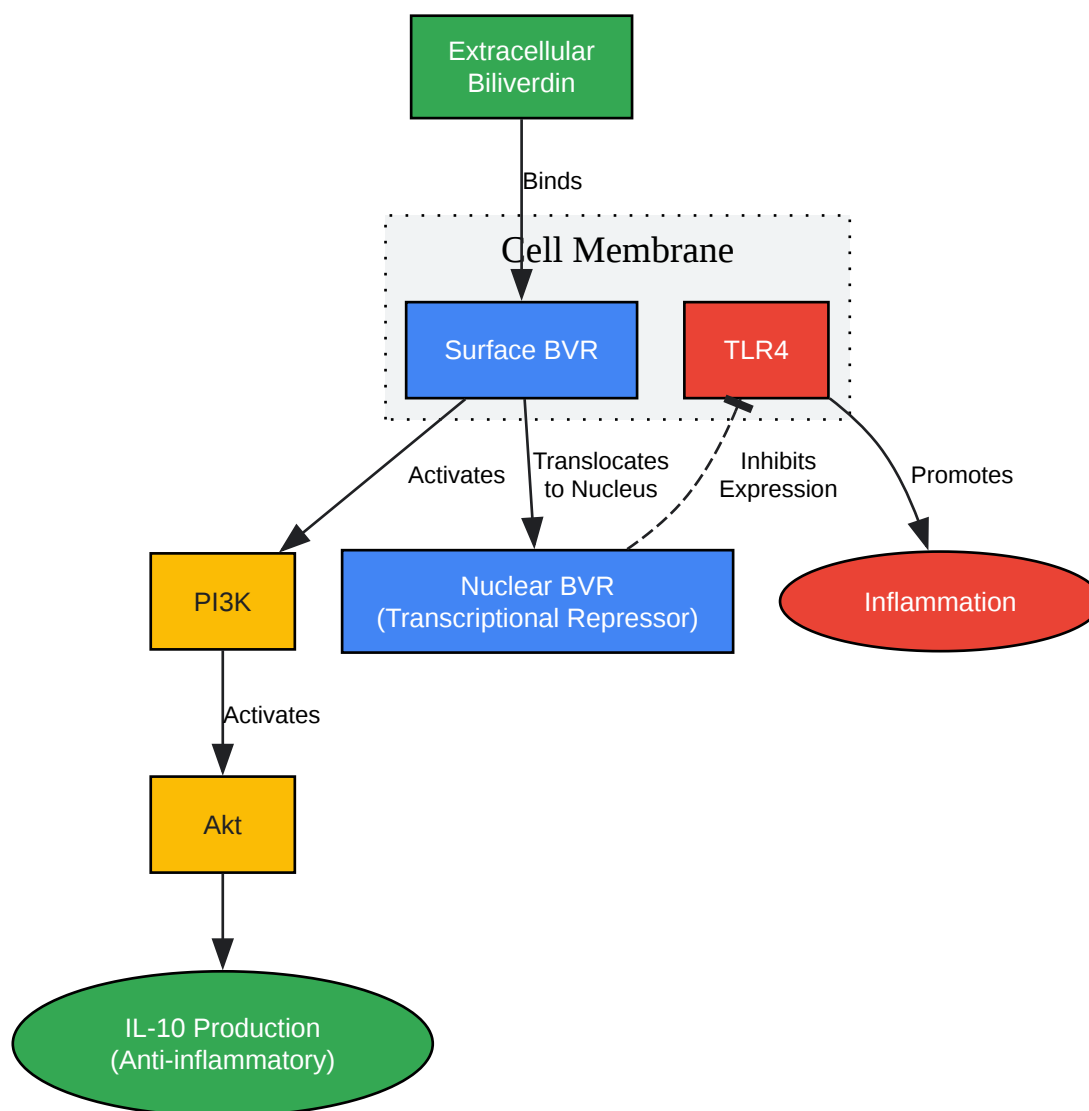 Extracellular
Biliverdin
Binds
Cell Membrane
Surface BVR
TLR4
Activates
Translocates
to Nucleus
Inhibits
Expression
Promotes
PI3K
Nuclear BVR
(Transcriptional Repressor)
Inflammation
Activates
Akt
IL-10 Production
(Anti-inflammatory)